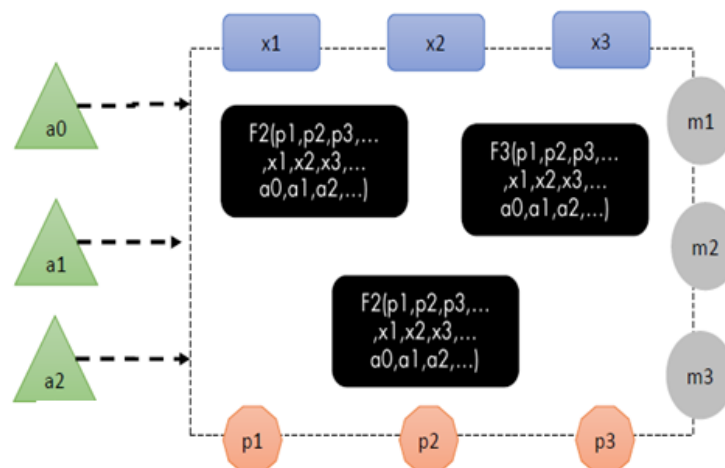 x1
x2
x3
a0
m1
F2(p1,p2,p3,...
,x1,x2,x3,...
a0,a1,a2,...)
F3(p1,p2,p3,...
,x1,x2,x3,...
a0,a1,a2,...)
a1
m2
F2(p1,p2,p3,...
,x1,x2,x3,...
a0,a1,a2,...)
a2
m3
p1
p2
p3